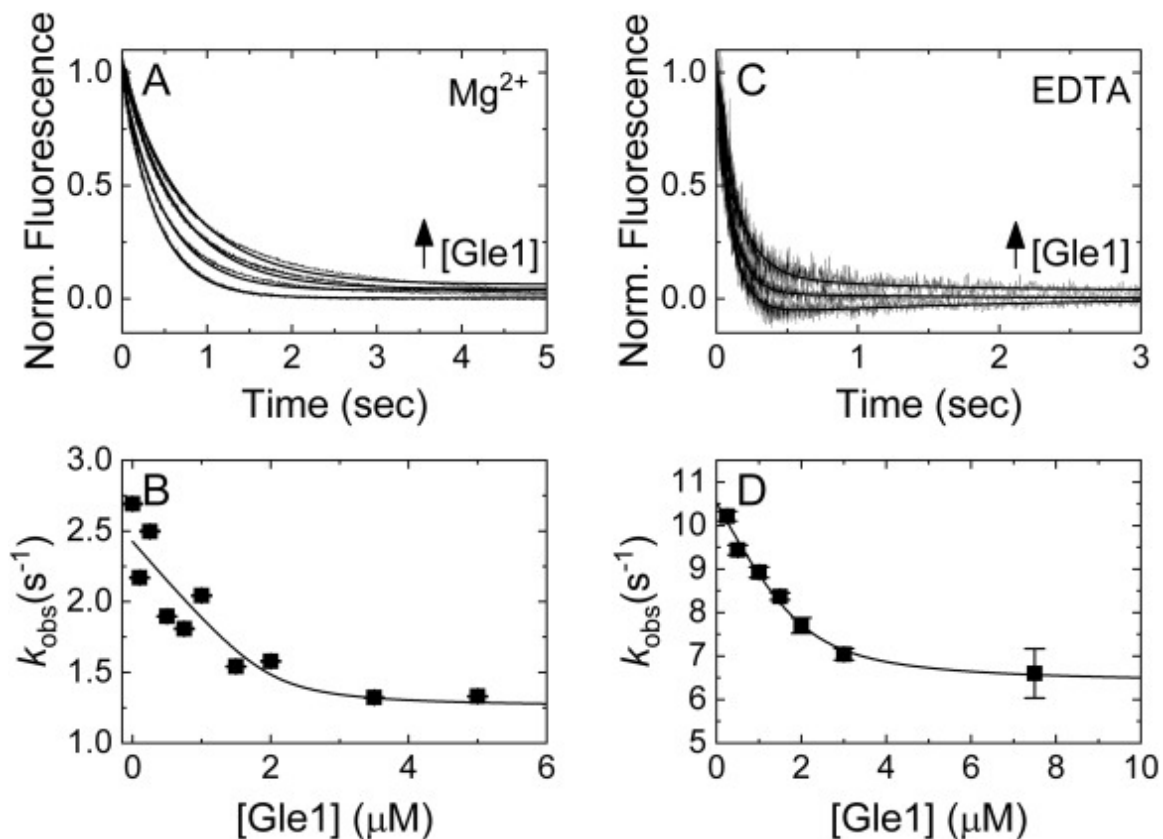 A
Mg²⁺
[Gle1]
Norm. Fluorescence
1.0
0.5
0.0
0 1 2 3 4 5
Time (sec)
C
EDTA
[Gle1]
Norm. Fluorescence
1.0
0.5
0.0
0 1 2 3
Time (sec)
B
k_obs(s⁻¹)
3.0
2.5
2.0
1.5
1.0
0 2 4 6
[Gle1] (μM)
D
k_obs(s⁻¹)
11
10
9
8
7
6
5
0 2 4 6 8 10
[Gle1] (μM)